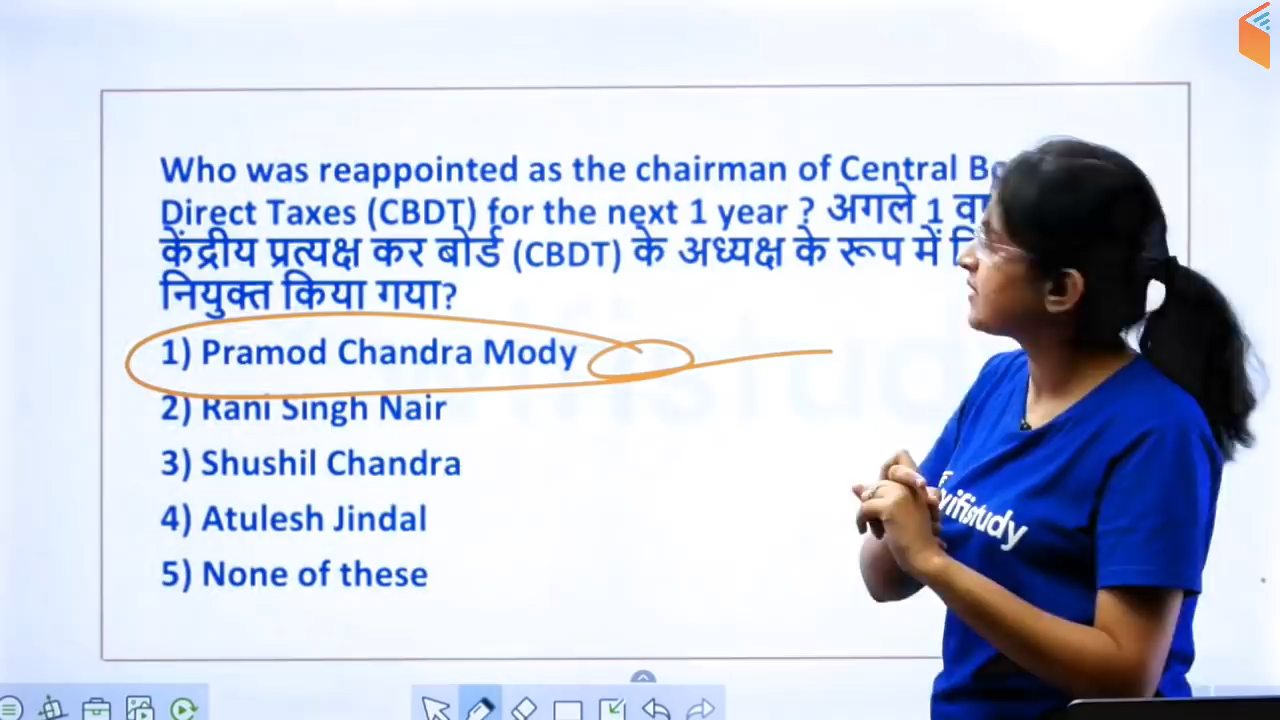 Who was reappointed as the chairman of Central
Direct Taxes (CBDT) for the next 1 year ? अगले 1
केंद्रीय प्रत्यक्ष कर बोर्ड (CBDT) के अध्यक्ष के रूप में
नियुक्त किया गया?
1) Pramod Chandra Mody
2) Rani Singh Nair
3) Shushil Chandra
4) Atulesh Jindal
5) None of these
wifistudy
wifistudy